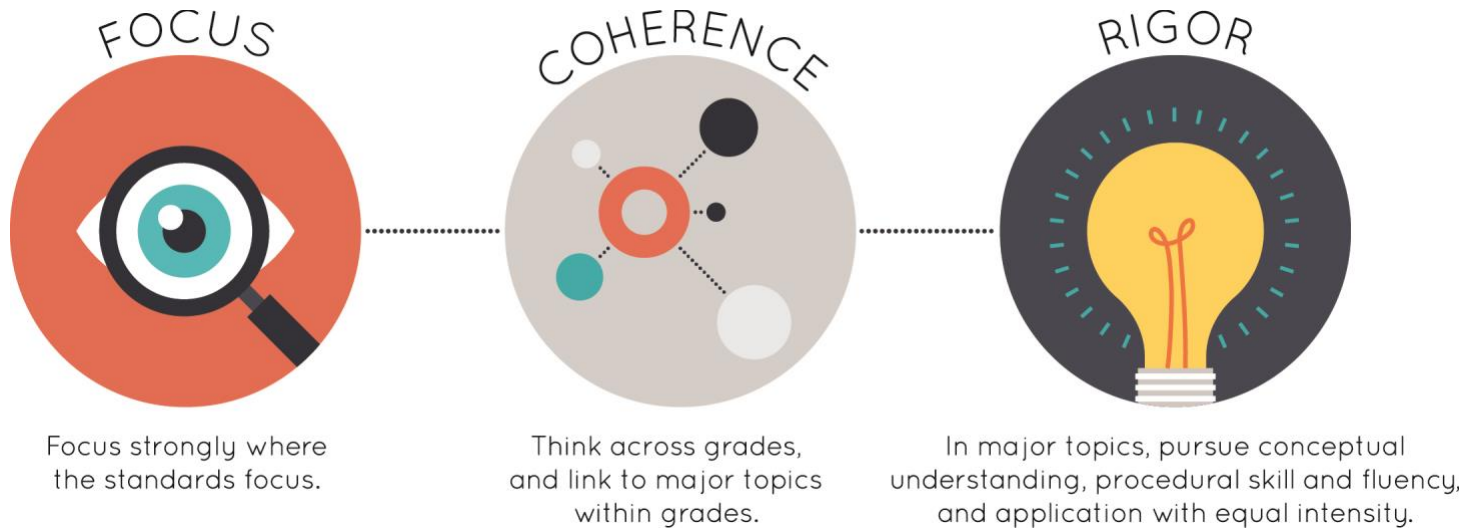 FOCUS
Focus strongly where
the standards focus.
COHERENCE
Think across grades,
and link to major topics
within grades.
RIGOR
In major topics, pursue conceptual
understanding, procedural skill and fluency,
and application with equal intensity.